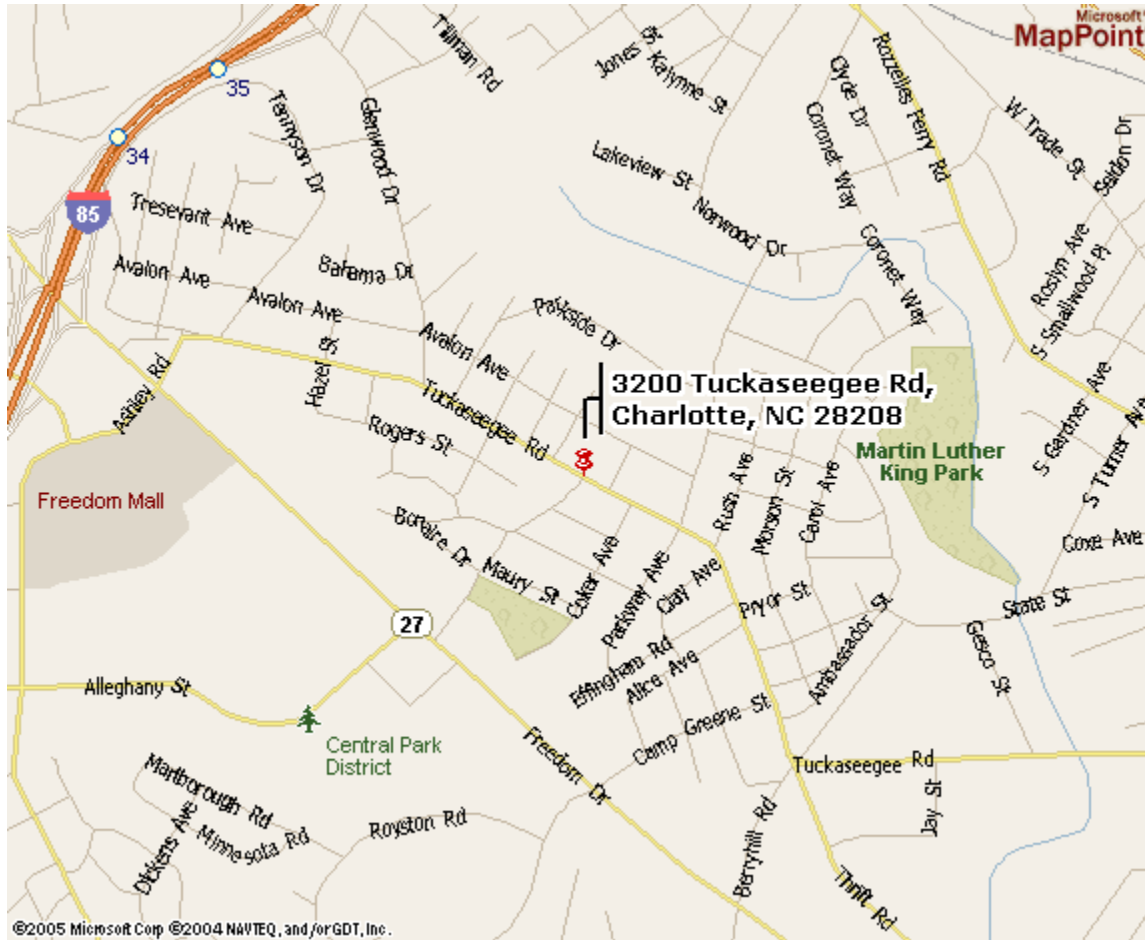 Microsoft
MapPoint
35
34
85
Tillman Rd
Jones St
Kalynne St
Clyde Dr
Coronet Way
Rozzelles Ferry Rd
W Trade St
Seldon Dr
Tennyson Dr
Glenwood Dr
Lakeview St
Norwood Dr
Coronet Way
Roslyn Ave
S Smallwood Pl
Tresevant Ave
Avalon Ave
Bahama Dr
Avalon Ave
Parkside Dr
Avalon Ave
Ashley Rd
Hazel St
Tuckaseegee Rd
Rogers St
3200 Tuckaseegee Rd,
Charlotte, NC 28208
S Gardner Ave
S Turner Ave
Martin Luther
King Park
Freedom Mall
Rush Ave
Morson St
Carol Ave
Bonaire Dr
Maury St
Coker Ave
Parkway Ave
Clay Ave
Pryor St
Coxe Ave
State St
27
Effingham Rd
Alice Ave
Ambassador St
Gesco St
Alleghany St
Camp Greene St
Central Park
District
Freedom Dr
Tuckaseegee Rd
Marlborough Rd
Minnesota Rd
Dickens Ave
Royston Rd
Berryhill Rd
Jay St
Thrift Rd
©2005 Microsoft Corp ©2004 NAVTEQ, and/or GDT, Inc.